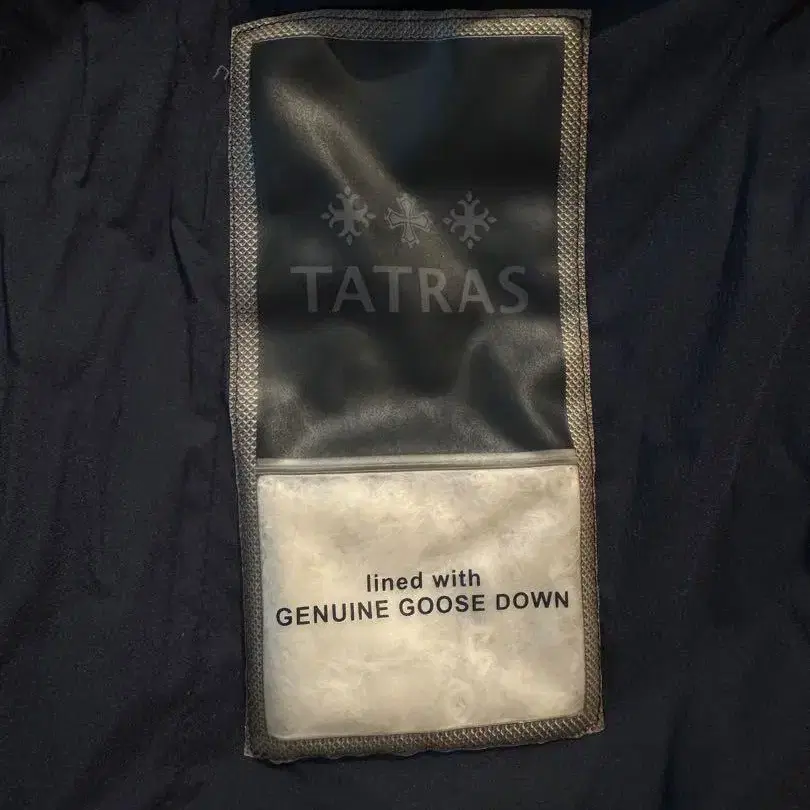 TATRAS
lined with
GENUINE GOOSE DOWN